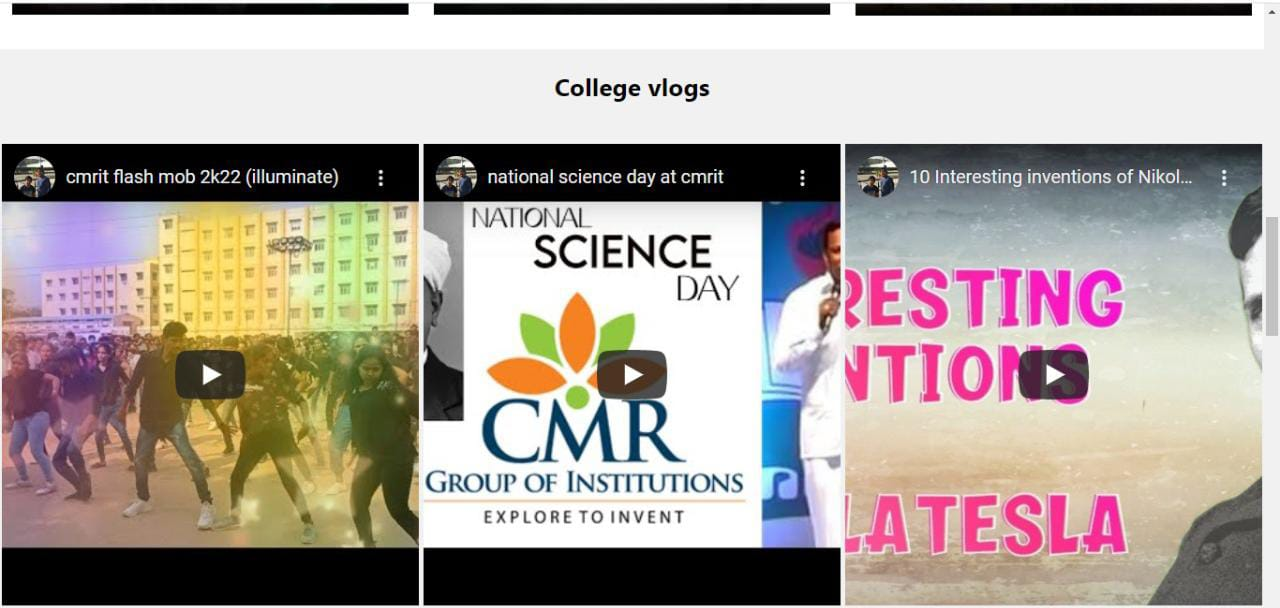 College vlogs
cmrit flash mob 2k22 (illuminate)
national science day at cmrit
10 Interesting inventions of Nikol...
NATIONAL
SCIENCE
DAY
CMR
GROUP OF INSTITUTIONS
EXPLORE TO INVENT
RESTING
NTIONS
LATESLA